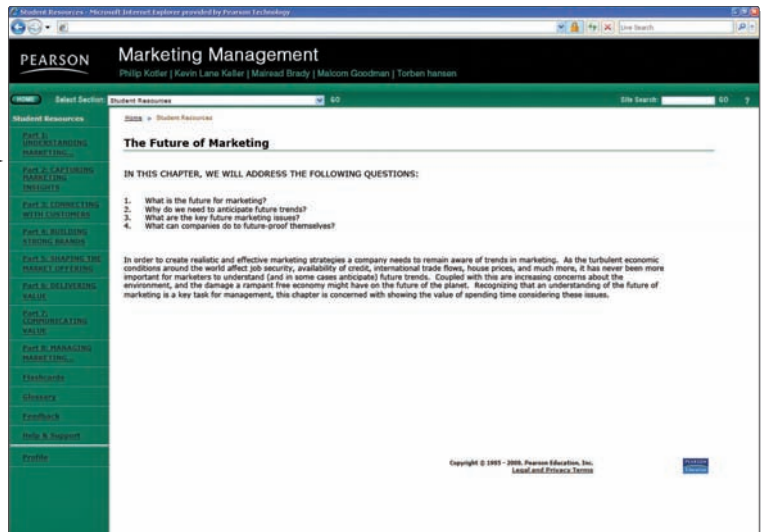 Student Resources - Microsoft Internet Explorer provided by Pearson Technology
Live Search
PEARSON
Marketing Management
Philip Kotler | Kevin Lane Keller | Mairead Brady | Malcom Goodman | Torben hansen
HOME Select Section: Student Resources GO Site Search: GO ?
Student Resources
Home » Student Resources
Part 1: UNDERSTANDING MARKETING...
Part 2: CAPTURING MARKETING INSIGHTS
Part 3: CONNECTING WITH CUSTOMERS
Part 4: BUILDING STRONG BRANDS
Part 5: SHAPING THE MARKET OFFERING
Part 6: DELIVERING VALUE
Part 7: COMMUNICATING VALUE
Part 8: MANAGING MARKETING...
Flashcards
Glossary
Feedback
Help & Support
Profile
The Future of Marketing
IN THIS CHAPTER, WE WILL ADDRESS THE FOLLOWING QUESTIONS:
1. What is the future for marketing?
2. Why do we need to anticipate future trends?
3. What are the key future marketing issues?
4. What can companies do to future-proof themselves?
In order to create realistic and effective marketing strategies a company needs to remain aware of trends in marketing. As the turbulent economic
conditions around the world affect job security, availability of credit, international trade flows, house prices, and much more, it has never been more
important for marketers to understand (and in some cases anticipate) future trends. Coupled with this are increasing concerns about the
environment, and the damage a rampant free economy might have on the future of the planet. Recognizing that an understanding of the future of
marketing is a key task for management, this chapter is concerned with showing the value of spending time considering these issues.
Copyright © 1995 - 2008, Pearson Education, Inc.
Legal and Privacy Terms
PEARSON
Education